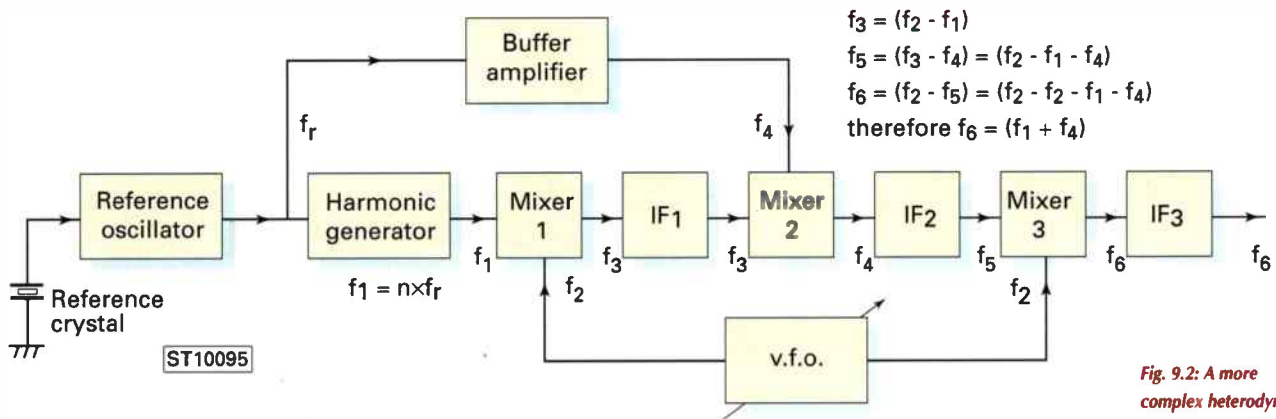 f3 = (f2 - f1)
f5 = (f3 - f4) = (f2 - f1 - f4)
f6 = (f2 - f5) = (f2 - f2 - f1 - f4)
therefore f6 = (f1 + f4)
Buffer
amplifier
fr
f4
Reference
oscillator
Harmonic
generator
Mixer
1
IF1
Mixer
2
IF2
Mixer
3
IF3
f1
f3
f3
f4
f5
f6
f6
f1 = n×fr
f2
f2
Reference
crystal
v.f.o.
ST10095
Fig. 9.2: A more
complex heterody